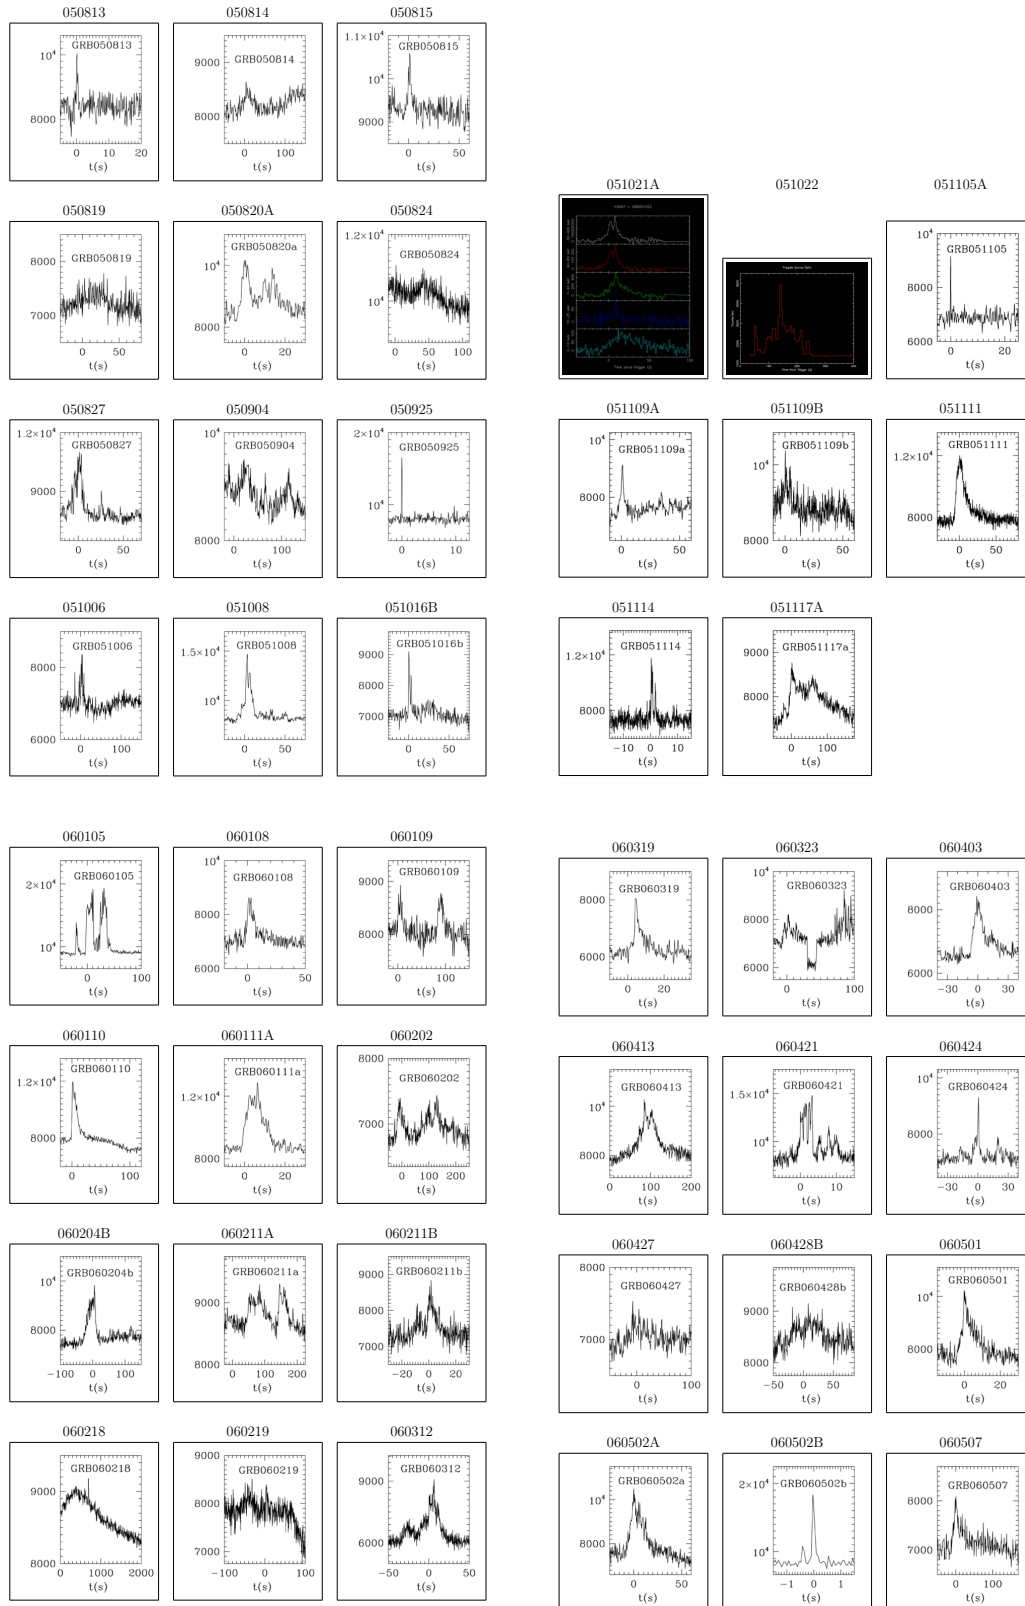 050813 050814 050815
GRB050813 GRB050814 GRB050815
10⁴ 8000 9000 8000 1.1×10⁴ 10⁴ 9000
0 10 20 0 100 0 50
t(s) t(s) t(s)
051021A 051022 051105A
050819 050820A 050824
GRB050819 GRB050820a GRB050824
8000 7000 10⁴ 8000 1.2×10⁴ 10⁴
0 50 0 20 0 50 100
t(s) t(s) t(s)
GRB051105
10⁴ 8000 6000
0 20
t(s)
050827 050904 050925
GRB050827 GRB050904 GRB050925
1.2×10⁴ 9000 10⁴ 8000 2×10⁴ 10⁴
0 50 0 100 0 10
t(s) t(s) t(s)
051109A 051109B 051111
GRB051109a GRB051109b GRB051111
10⁴ 8000 10⁴ 8000 1.2×10⁴ 8000
0 50 0 50 0 50
t(s) t(s) t(s)
051006 051008 051016B
GRB051006 GRB051008 GRB051016b
8000 6000 1.5×10⁴ 10⁴ 9000 7000
0 100 0 50 0 50
t(s) t(s) t(s)
051114 051117A
GRB051114 GRB051117a
1.2×10⁴ 8000 9000 8000
−10 0 10 0 100
t(s) t(s)
060105 060108 060109
GRB060105 GRB060108 GRB060109
2×10⁴ 10⁴ 10⁴ 8000 6000 9000 8000
0 100 0 50 0 100
t(s) t(s) t(s)
060319 060323 060403
GRB060319 GRB060323 GRB060403
8000 6000 10⁴ 8000 6000 8000 6000
0 20 0 100 −30 0 30
t(s) t(s) t(s)
060110 060111A 060202
GRB060110 GRB060111a GRB060202
1.2×10⁴ 8000 1.2×10⁴ 8000 8000 7000
0 100 0 20 0 100 200
t(s) t(s) t(s)
060413 060421 060424
GRB060413 GRB060421 GRB060424
10⁴ 8000 1.5×10⁴ 10⁴ 10⁴ 8000
0 100 200 0 10 −30 0 30
t(s) t(s) t(s)
060204B 060211A 060211B
GRB060204b GRB060211a GRB060211b
10⁴ 8000 9000 8000 9000 8000 7000
−100 0 100 0 100 200 −20 0 20
t(s) t(s) t(s)
060427 060428B 060501
GRB060427 GRB060428b GRB060501
8000 7000 9000 8000 10⁴ 8000
0 100 −50 0 50 0 20
t(s) t(s) t(s)
060218 060219 060312
GRB060218 GRB060219 GRB060312
9000 8000 9000 8000 7000 9000 6000
0 1000 2000 −100 0 100 −50 0 50
t(s) t(s) t(s)
060502A 060502B 060507
GRB060502a GRB060502b GRB060507
10⁴ 8000 2×10⁴ 10⁴ 8000 7000
0 50 −1 0 1 0 100
t(s) t(s) t(s)